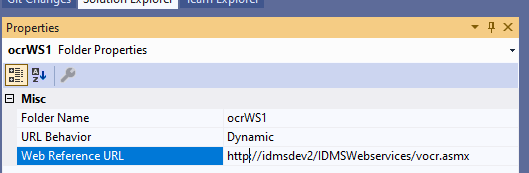 Git Changes Solution Explorer Team Explorer
Properties
ocrWS1 Folder Properties
Misc
Folder Name ocrWS1
URL Behavior Dynamic
Web Reference URL http://idmsdev2/IDMSWebservices/vocr.asmx